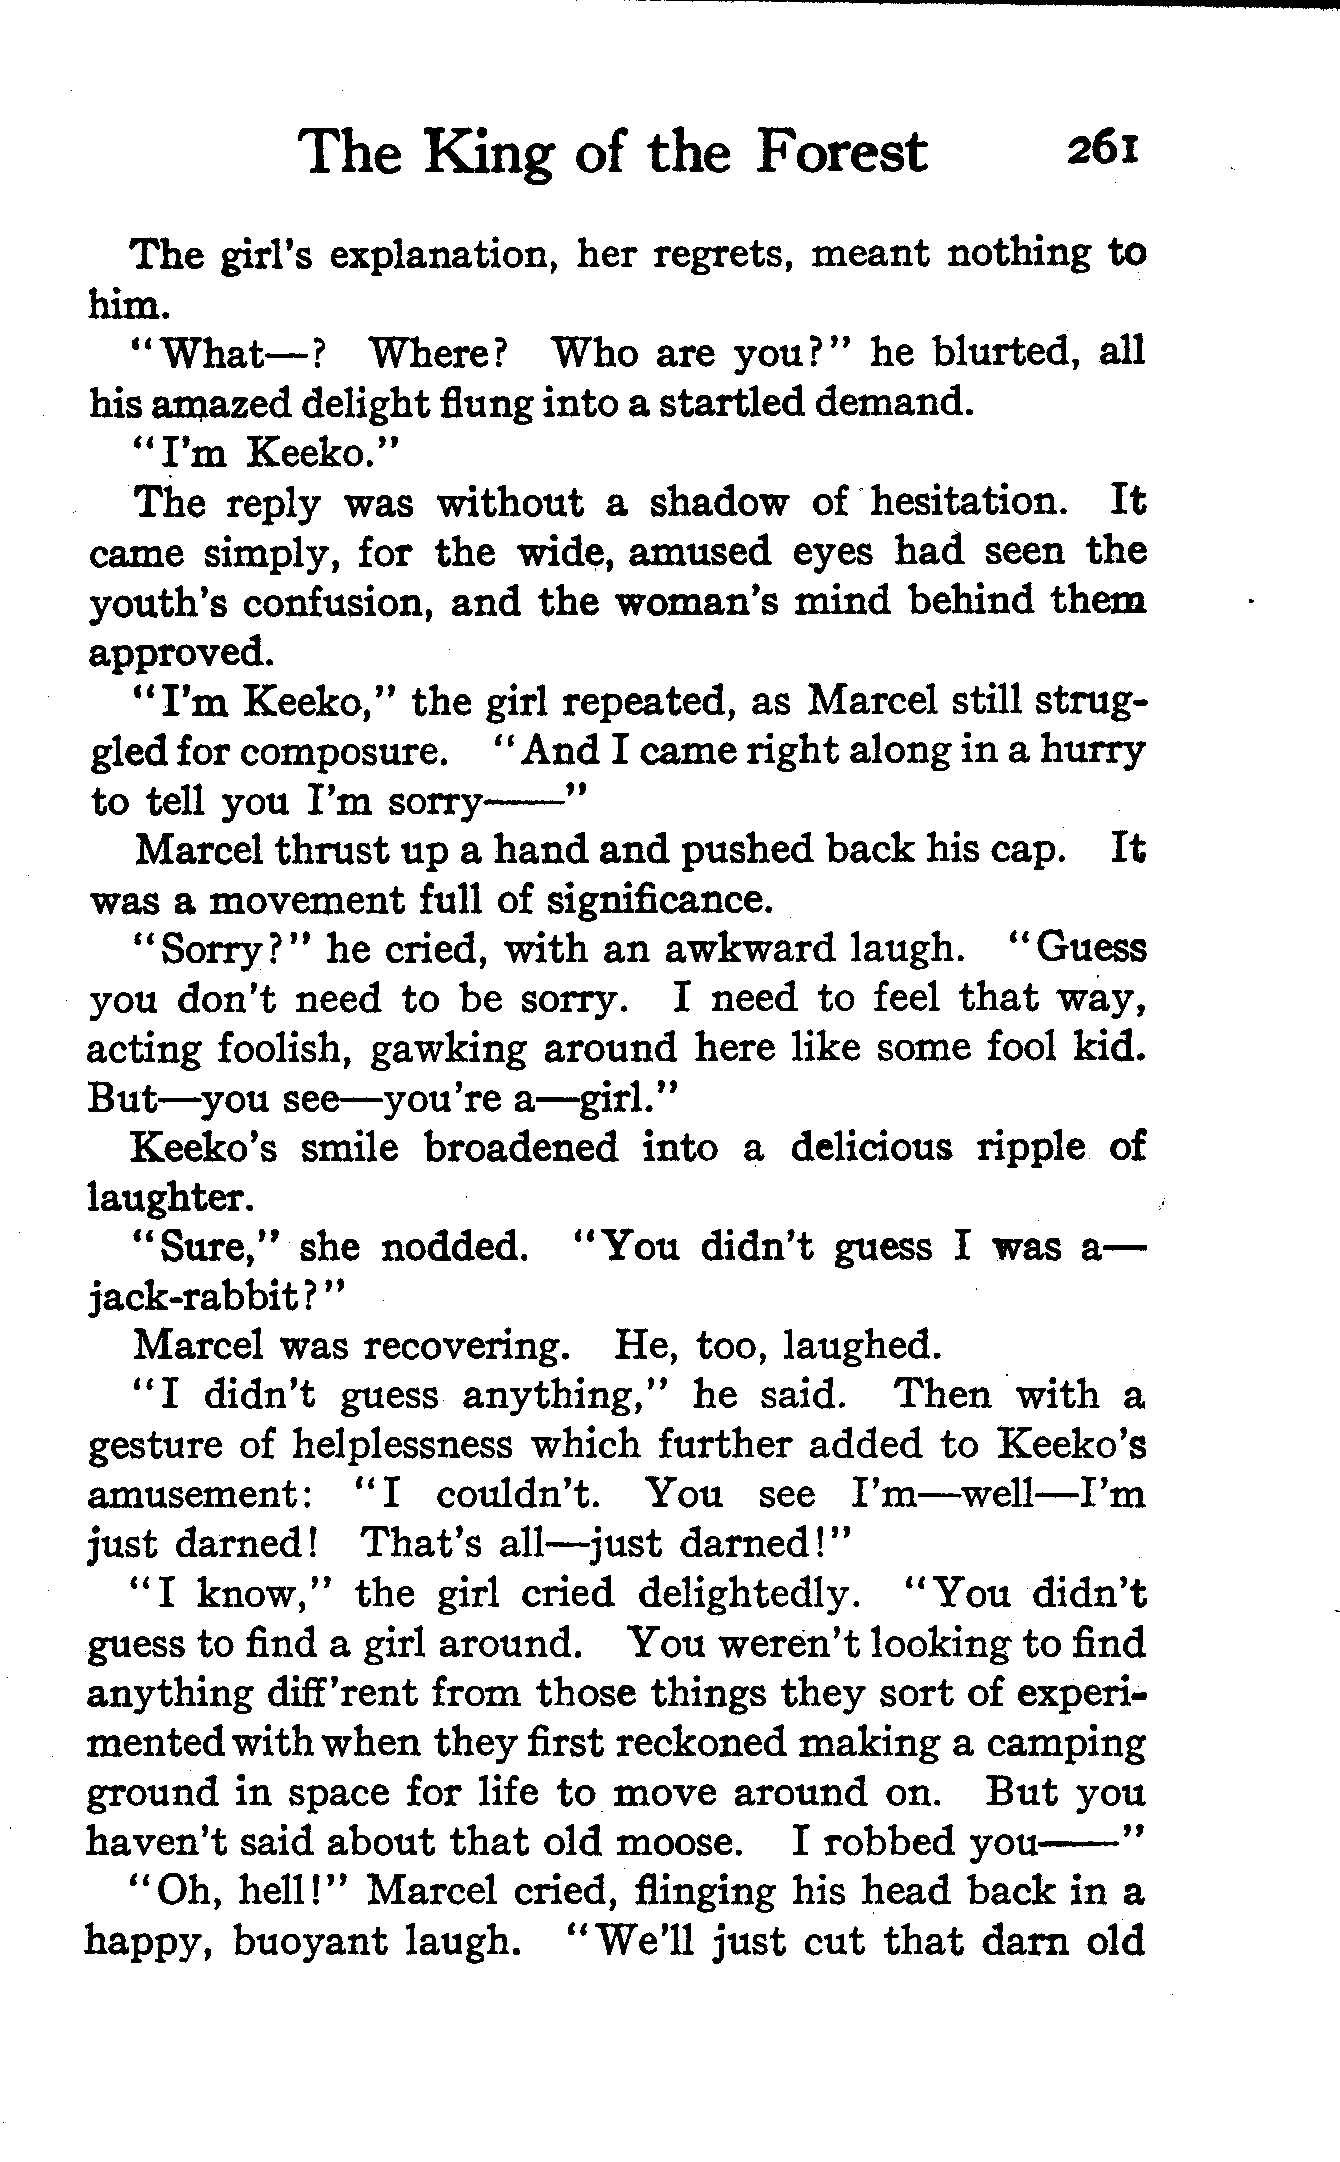 The King of the Forest 261
The girl's explanation, her regrets, meant nothing to
him.
"What—? Where? Who are you?" he blurted, all
his amazed delight flung into a startled demand.
"I'm Keeko."
The reply was without a shadow of hesitation. It
came simply, for the wide, amused eyes had seen the
youth's confusion, and the woman's mind behind them
approved.
"I'm Keeko," the girl repeated, as Marcel still strug-
gled for composure. "And I came right along in a hurry
to tell you I'm sorry——"
Marcel thrust up a hand and pushed back his cap. It
was a movement full of significance.
"Sorry?" he cried, with an awkward laugh. "Guess
you don't need to be sorry. I need to feel that way,
acting foolish, gawking around here like some fool kid.
But—you see—you're a—girl."
Keeko's smile broadened into a delicious ripple of
laughter.
"Sure," she nodded. "You didn't guess I was a—
jack-rabbit?"
Marcel was recovering. He, too, laughed.
"I didn't guess anything," he said. Then with a
gesture of helplessness which further added to Keeko's
amusement: "I couldn't. You see I'm—well—I'm
just darned! That's all—just darned!"
"I know," the girl cried delightedly. "You didn't
guess to find a girl around. You weren't looking to find
anything diff'rent from those things they sort of experi-
mented with when they first reckoned making a camping
ground in space for life to move around on. But you
haven't said about that old moose. I robbed you——"
"Oh, hell!" Marcel cried, flinging his head back in a
happy, buoyant laugh. "We'll just cut that darn old